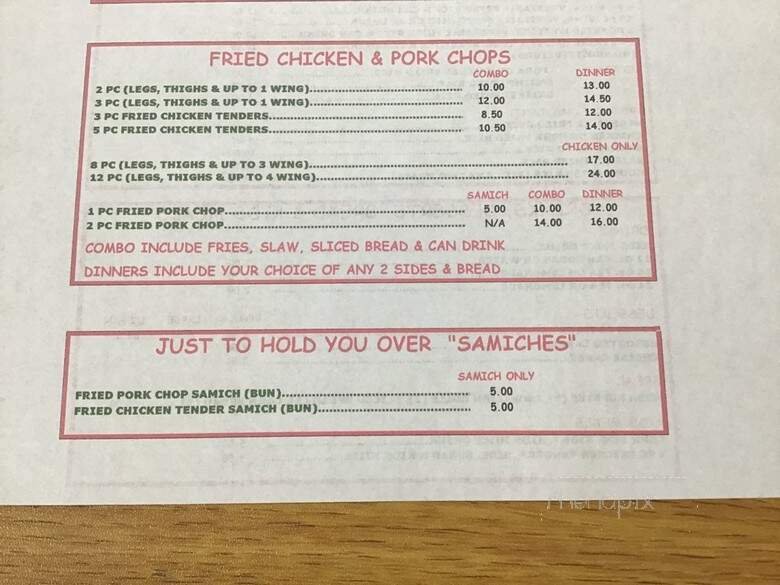 FRIED CHICKEN & PORK CHOPS
COMBO DINNER
2 PC (LEGS, THIGHS & UP TO 1 WING)........ 10.00 13.00
3 PC (LEGS, THIGHS & UP TO 1 WING)........ 12.00 14.50
3 PC FRIED CHICKEN TENDERS........ 8.50 12.00
5 PC FRIED CHICKEN TENDERS........ 10.50 14.00
CHICKEN ONLY
8 PC (LEGS, THIGHS & UP TO 3 WING)........ 17.00
12 PC (LEGS, THIGHS & UP TO 4 WING)........ 24.00
SAMICH COMBO DINNER
1 PC FRIED PORK CHOP........ 5.00 10.00 12.00
2 PC FRIED PORK CHOP........ N/A 14.00 16.00
COMBO INCLUDE FRIES, SLAW, SLICED BREAD & CAN DRINK
DINNERS INCLUDE YOUR CHOICE OF ANY 2 SIDES & BREAD
JUST TO HOLD YOU OVER "SAMICHES"
SAMICH ONLY
FRIED PORK CHOP SAMICH (BUN)........ 5.00
FRIED CHICKEN TENDER SAMICH (BUN)........ 5.00
menupix